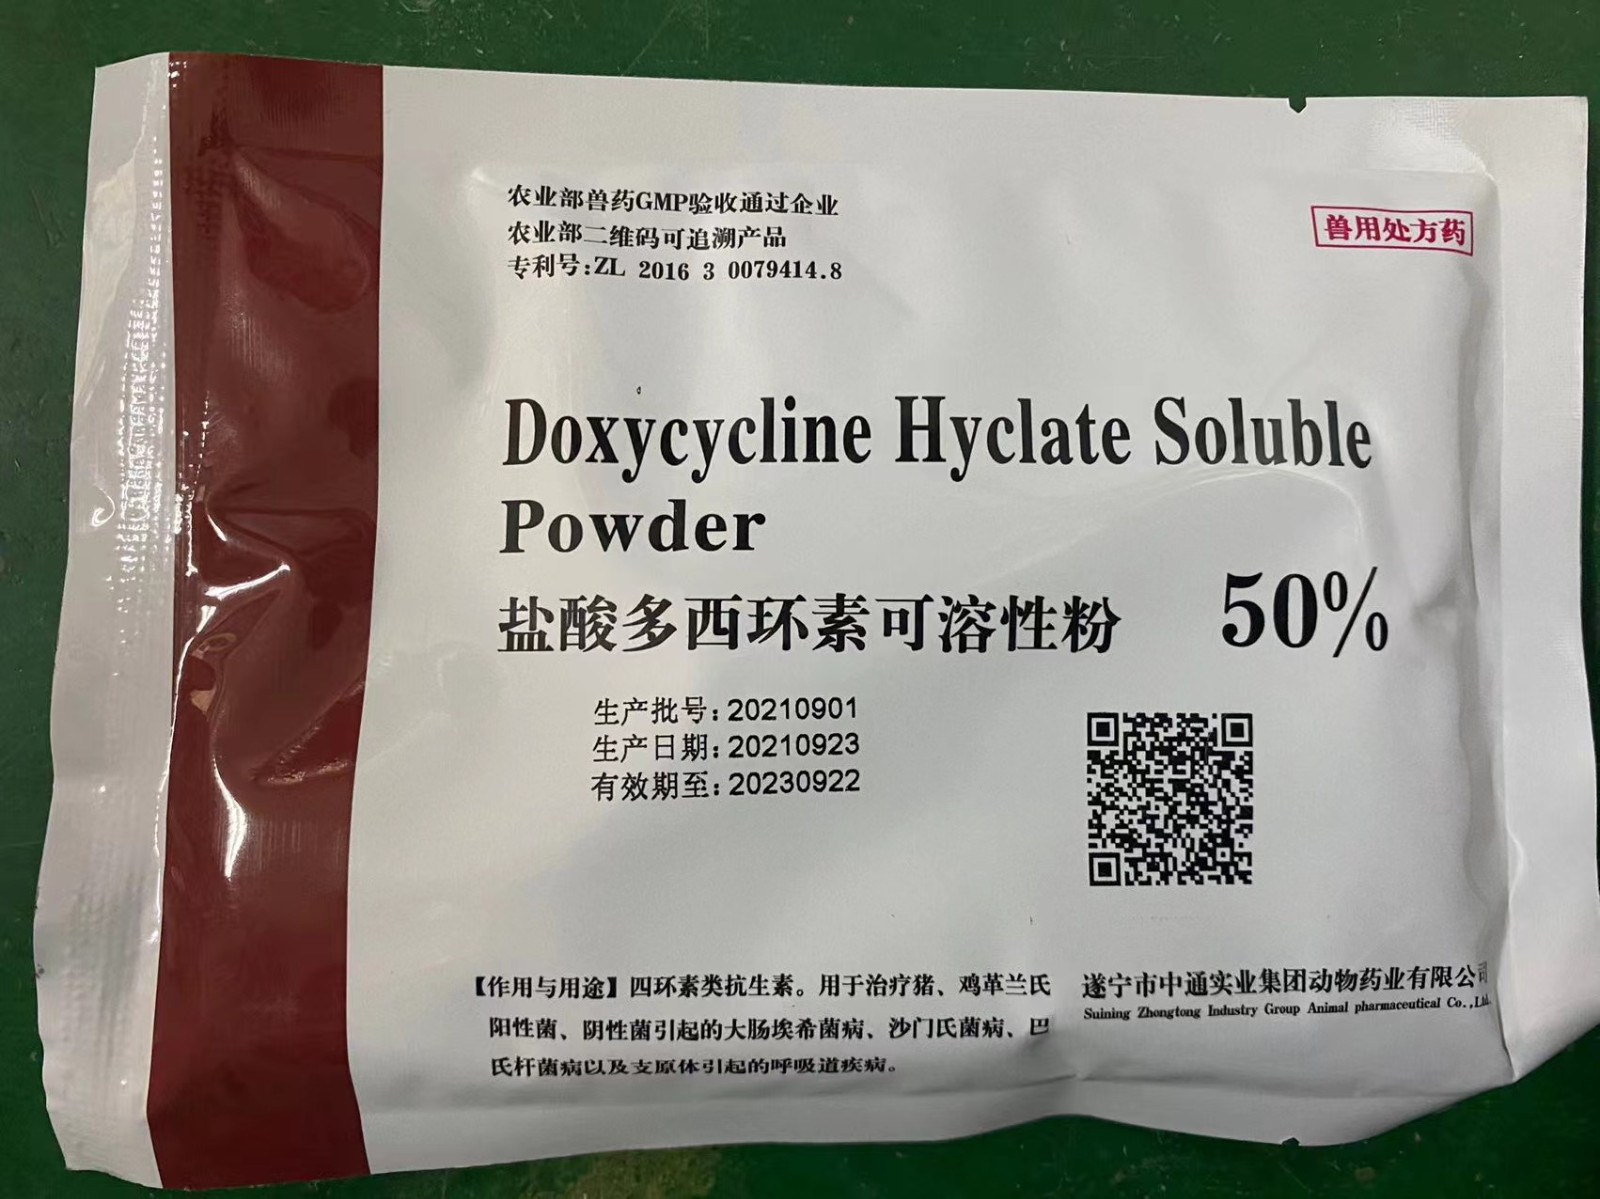 农业部兽药GMP验收通过企业
农业部二维码可追溯产品
专利号:ZL 2016 3 0079414.8
兽用处方药
Doxycycline Hyclate Soluble
Powder
盐酸多西环素可溶性粉 50%
生产批号:20210901
生产日期:20210923
有效期至:20230922
【作用与用途】四环素类抗生素。用于治疗猪、鸡革兰氏
阳性菌、阴性菌引起的大肠埃希菌病、沙门氏菌病、巴
氏杆菌病以及支原体引起的呼吸道疾病。
遂宁市中通实业集团动物药业有限公司
Suining Zhongtong Industry Group Animal pharmaceutical Co.,Ltd.